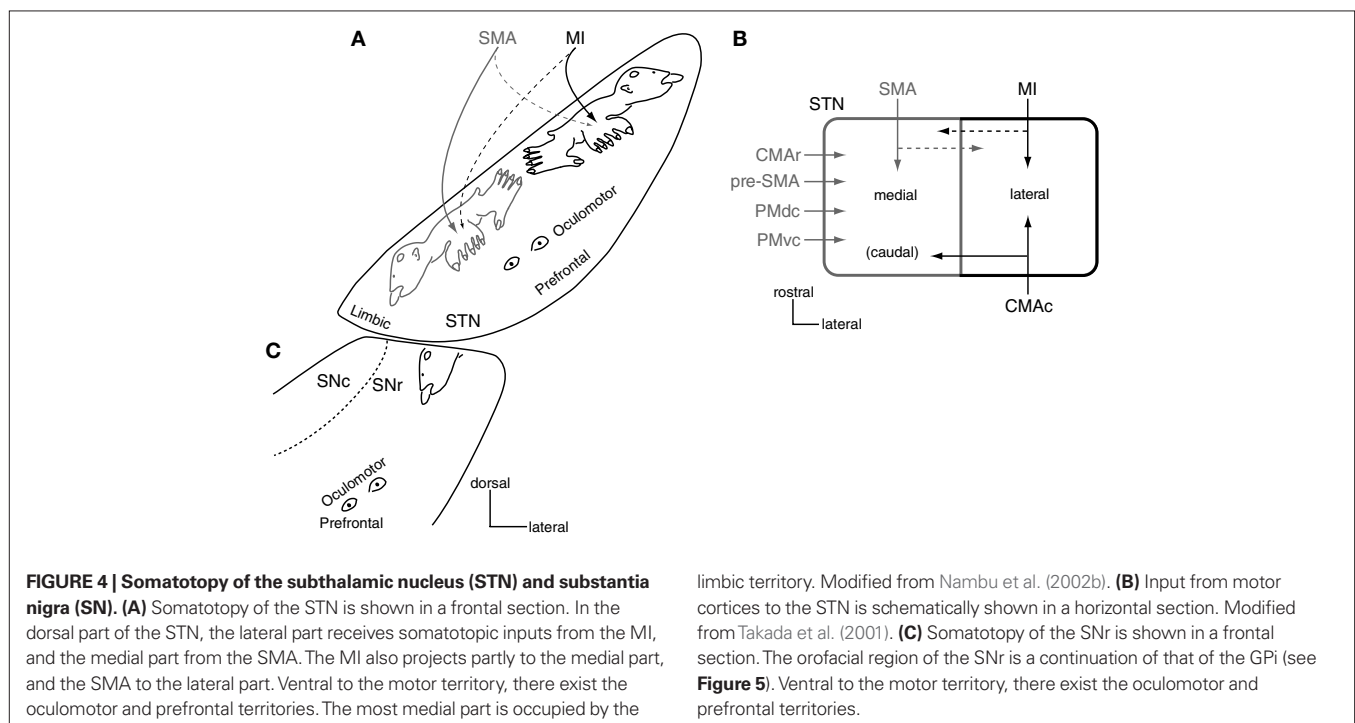 A
SMA
MI
Oculomotor
Prefrontal
Limbic
STN
B
STN
SMA
MI
CMAr
pre-SMA
PMdc
PMvc
medial
lateral
(caudal)
CMAc
rostral
lateral
C
SNc
SNr
Oculomotor
Prefrontal
dorsal
lateral
FIGURE 4 | Somatotopy of the subthalamic nucleus (STN) and substantia
nigra (SN). (A) Somatotopy of the STN is shown in a frontal section. In the
dorsal part of the STN, the lateral part receives somatotopic inputs from the MI,
and the medial part from the SMA. The MI also projects partly to the medial part,
and the SMA to the lateral part. Ventral to the motor territory, there exist the
oculomotor and prefrontal territories. The most medial part is occupied by the
limbic territory. Modified from Nambu et al. (2002b). (B) Input from motor
cortices to the STN is schematically shown in a horizontal section. Modified
from Takada et al. (2001). (C) Somatotopy of the SNr is shown in a frontal
section. The orofacial region of the SNr is a continuation of that of the GPi (see
Figure 5). Ventral to the motor territory, there exist the oculomotor and
prefrontal territories.